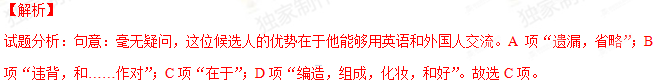 【解析】
试题分析：句意：毫无疑问，这位候选人的优势在于他能够用英语和外国人交流。A 项“遗漏，省略”；B
项“违背，和……作对”；C项“在于”；D项“编造，组成，化妆，和好”。故选 C 项。